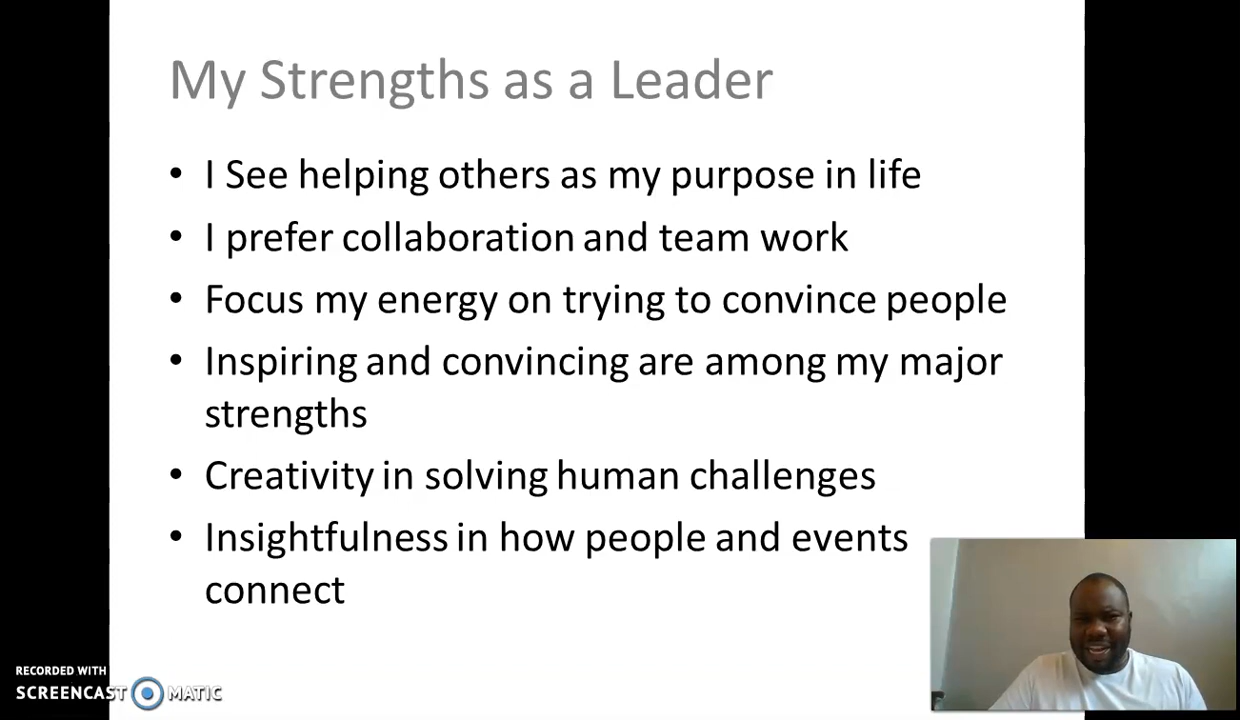 My Strengths as a Leader
• I See helping others as my purpose in life
• I prefer collaboration and team work
• Focus my energy on trying to convince people
• Inspiring and convincing are among my major
strengths
• Creativity in solving human challenges
• Insightfulness in how people and events
connect
RECORDED WITH
SCREENCAST MATIC